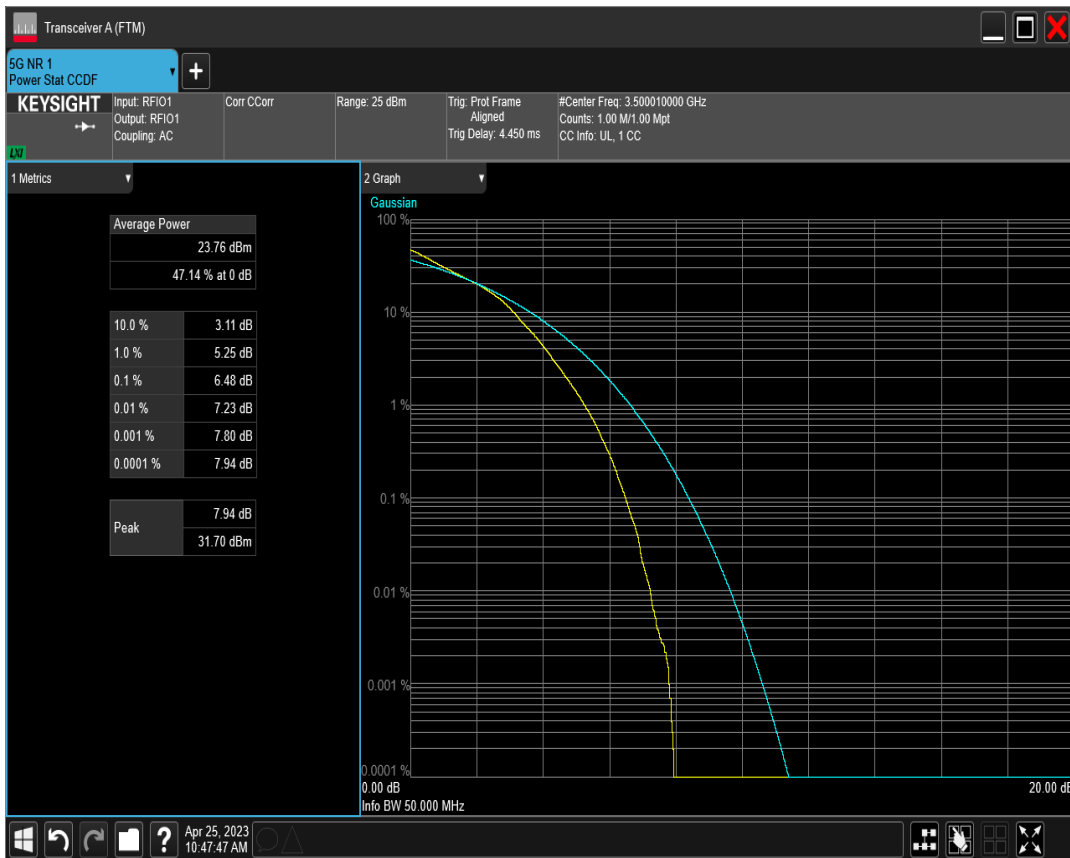 Transceiver A (FTM)
5G NR 1
Power Stat CCDF
+
KEYSIGHT
LXI
Input: RFIO1
Output: RFIO1
Coupling: AC
Corr CCorr
Range: 25 dBm
Trig: Prot Frame
Aligned
Trig Delay: 4.450 ms
#Center Freq: 3.500010000 GHz
Counts: 1.00 M/1.00 Mpt
CC Info: UL, 1 CC
1 Metrics
Average Power
23.76 dBm
47.14 % at 0 dB
10.0 % 3.11 dB
1.0 % 5.25 dB
0.1 % 6.48 dB
0.01 % 7.23 dB
0.001 % 7.80 dB
0.0001 % 7.94 dB
Peak
7.94 dB
31.70 dBm
2 Graph
Gaussian
100 %
10 %
1 %
0.1 %
0.01 %
0.001 %
0.0001 %
0.00 dB 20.00 dB
Info BW 50.000 MHz
?
Apr 25, 2023
10:47:47 AM